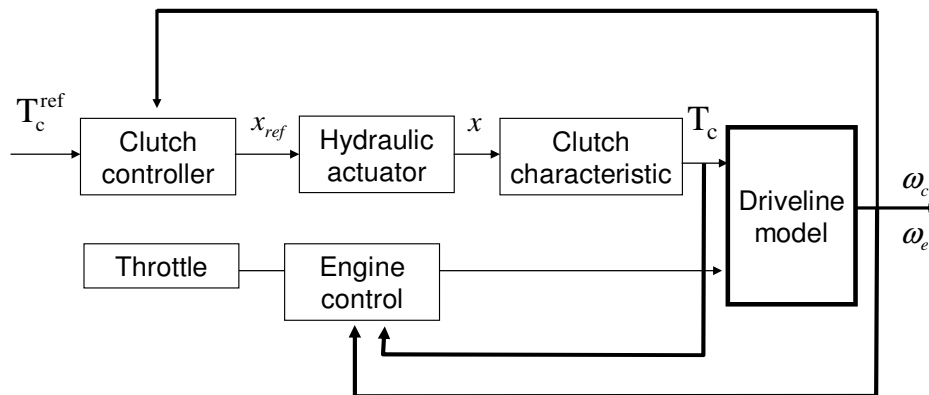 T_c^ref
Clutch
controller
x_ref
Hydraulic
actuator
x
Clutch
characteristic
T_c
Driveline
model
ω_c
ω_e
Throttle
Engine
control